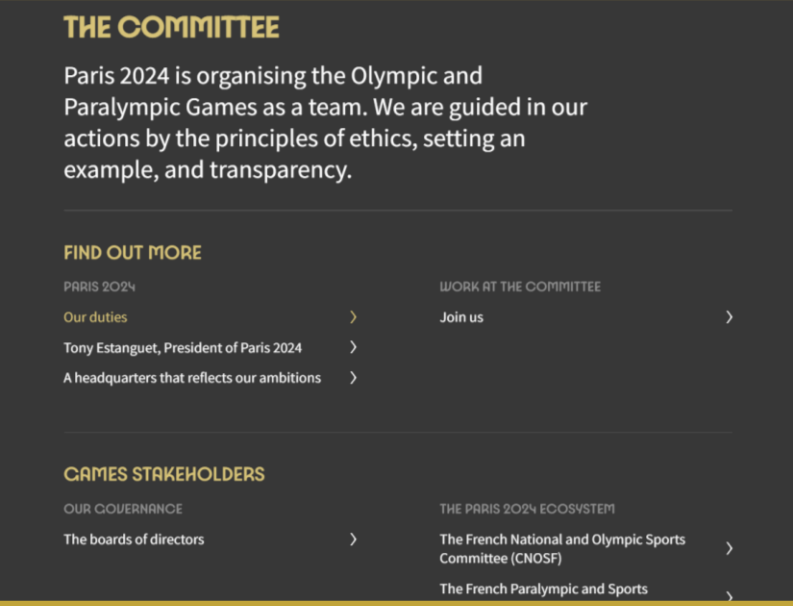 THE COMMITTEE
Paris 2024 is organising the Olympic and
Paralympic Games as a team. We are guided in our
actions by the principles of ethics, setting an
example, and transparency.
FIND OUT MORE
PARIS 2024
Our duties
Tony Estanguet, President of Paris 2024
A headquarters that reflects our ambitions
WORK AT THE COMMITTEE
Join us
GAMES STAKEHOLDERS
OUR GOVERNANCE
The boards of directors
THE PARIS 2024 ECOSYSTEM
The French National and Olympic Sports
Committee (CNOSF)
The French Paralympic and Sports